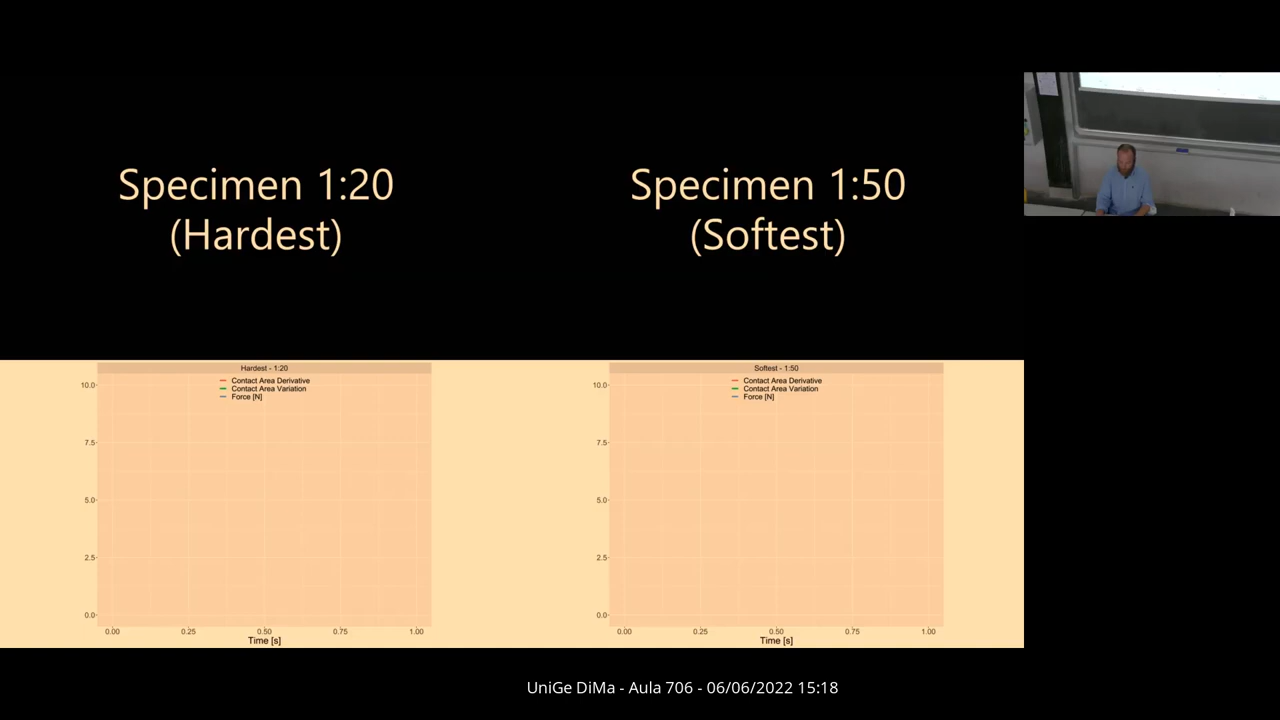 Specimen 1:20
(Hardest)
Specimen 1:50
(Softest)
Hardest - 1:20
Contact Area Derivative
Contact Area Variation
Force [N]
10.0
7.5
5.0
2.5
0.0
0.00 0.25 0.50 0.75 1.00
Time [s]
Softest - 1:50
Contact Area Derivative
Contact Area Variation
Force [N]
10.0
7.5
5.0
2.5
0.0
0.00 0.25 0.50 0.75 1.00
Time [s]
UniGe DiMa - Aula 706 - 06/06/2022 15:18